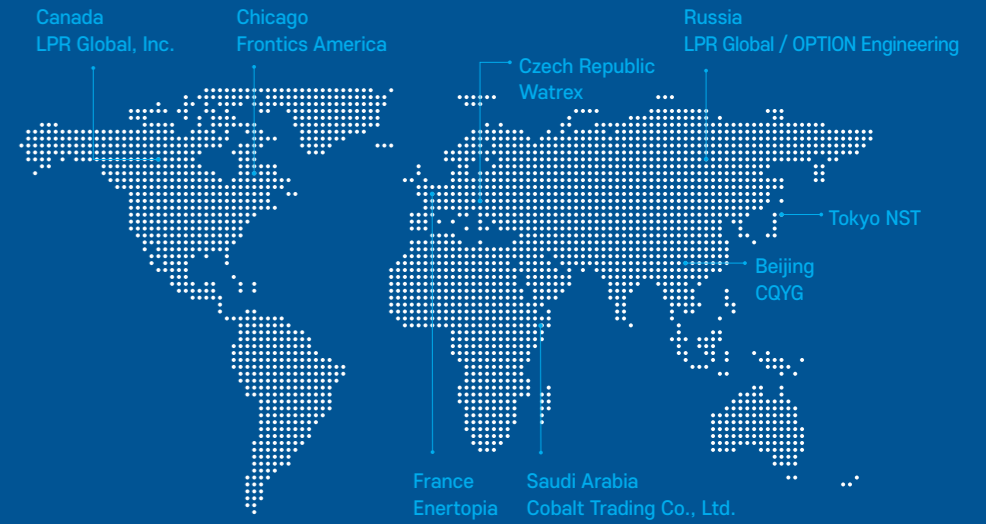 Canada
LPR Global, Inc.
Chicago
Frontics America
Russia
LPR Global / OPTION Engineering
Czech Republic
Watrex
Tokyo NST
Beijing
CQYG
France
Enertopia
Saudi Arabia
Cobalt Trading Co., Ltd.